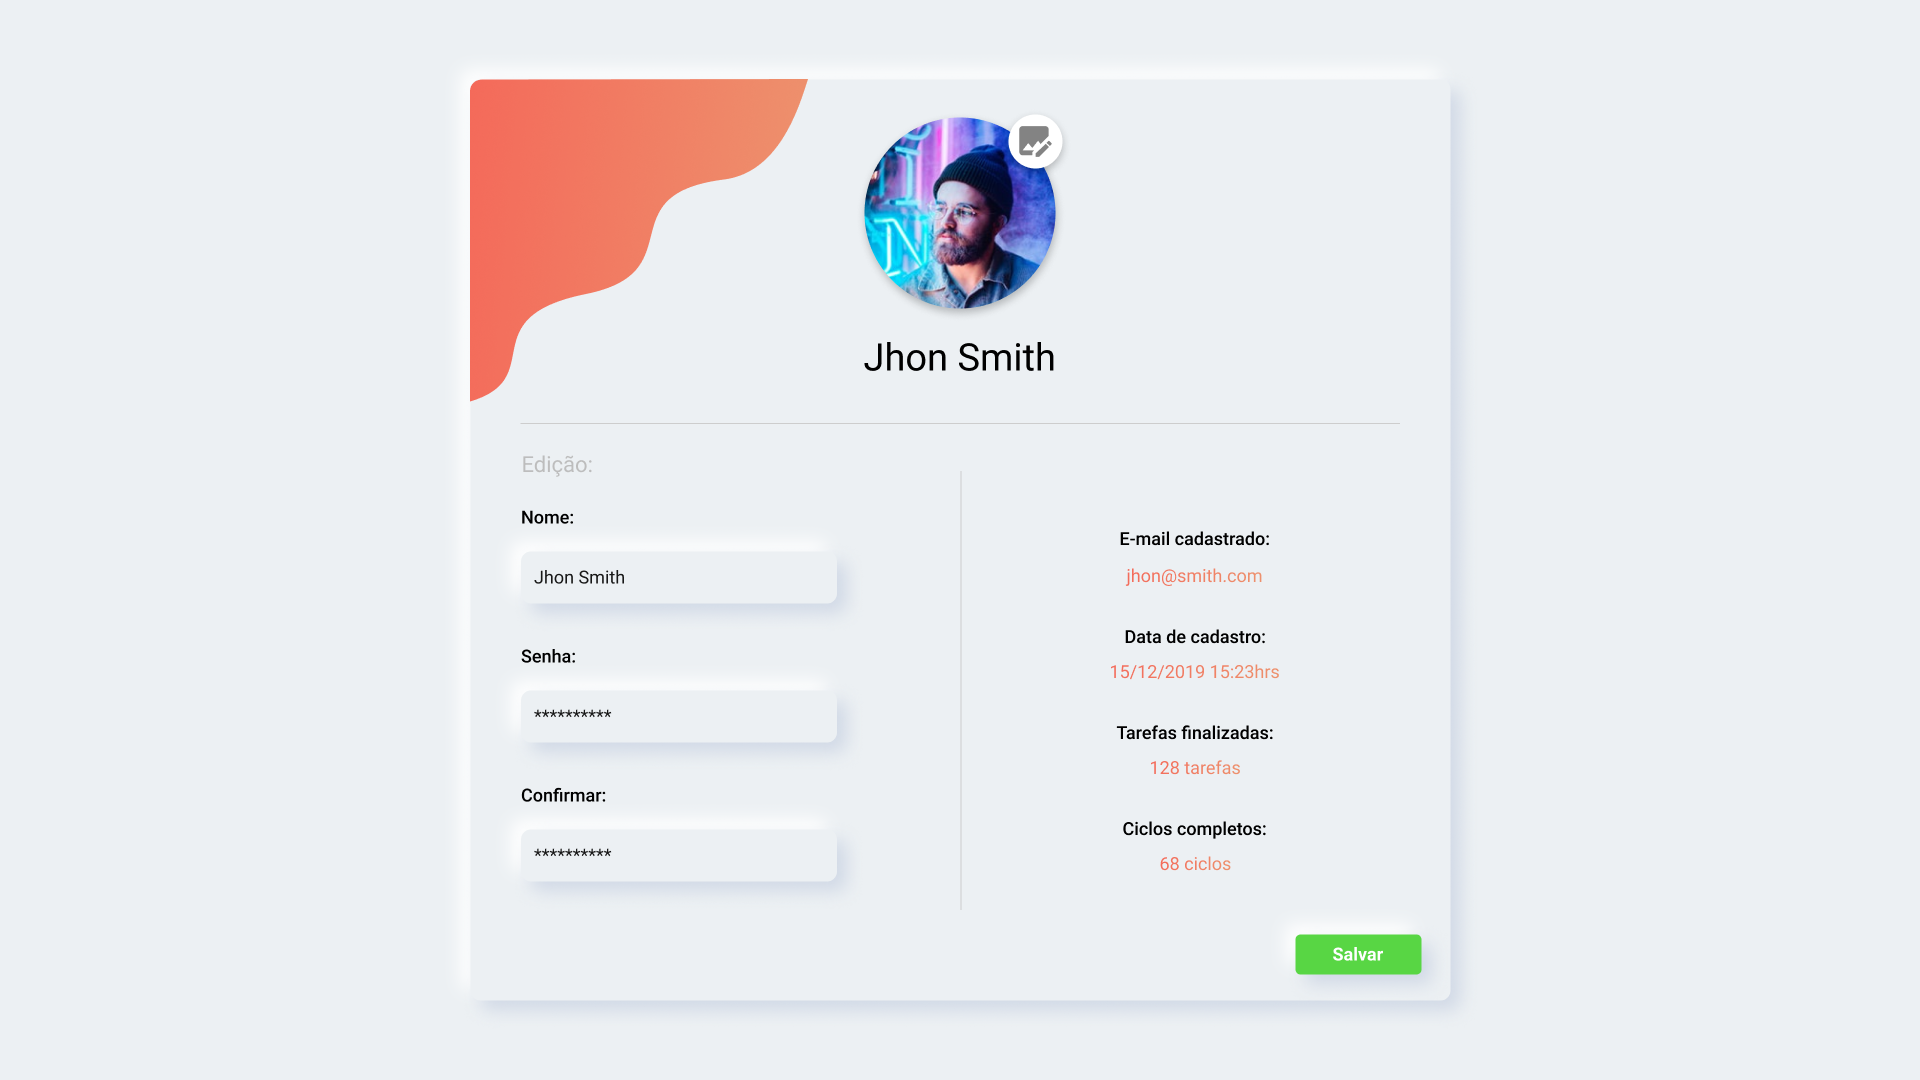 Jhon Smith
Edição:
Nome:
Jhon Smith
Senha:
**********
Confirmar:
**********
E-mail cadastrado:
jhon@smith.com
Data de cadastro:
15/12/2019 15:23hrs
Tarefas finalizadas:
128 tarefas
Ciclos completos:
68 ciclos
Salvar